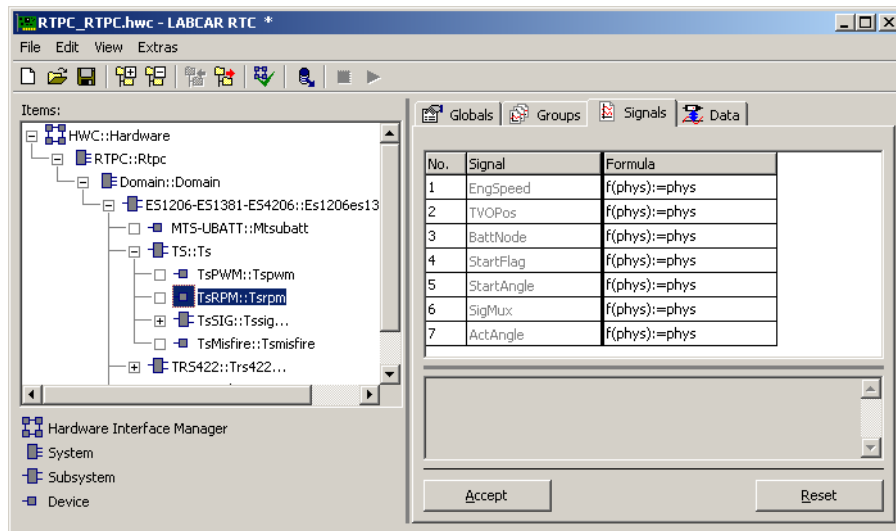 RTPC_RTPC.hwc - LABCAR RTC *
File Edit View Extras
Items:
HWC::Hardware
RTPC::Rtpc
Domain::Domain
ES1206-ES1381-ES4206::Es1206es13
MTS-UBATT::Mtsubatt
TS::Ts
TsPWM::Tspwm
TsRPM::Tsrpm
TsSIG::Tssig...
TsMisfire::Tsmisfire
TRS422::Trs422...
Hardware Interface Manager
System
Subsystem
Device
Globals Groups Signals Data
No. Signal Formula
1 EngSpeed f(phys):=phys
2 TVOPos f(phys):=phys
3 BattNode f(phys):=phys
4 StartFlag f(phys):=phys
5 StartAngle f(phys):=phys
6 SigMux f(phys):=phys
7 ActAngle f(phys):=phys
Accept Reset